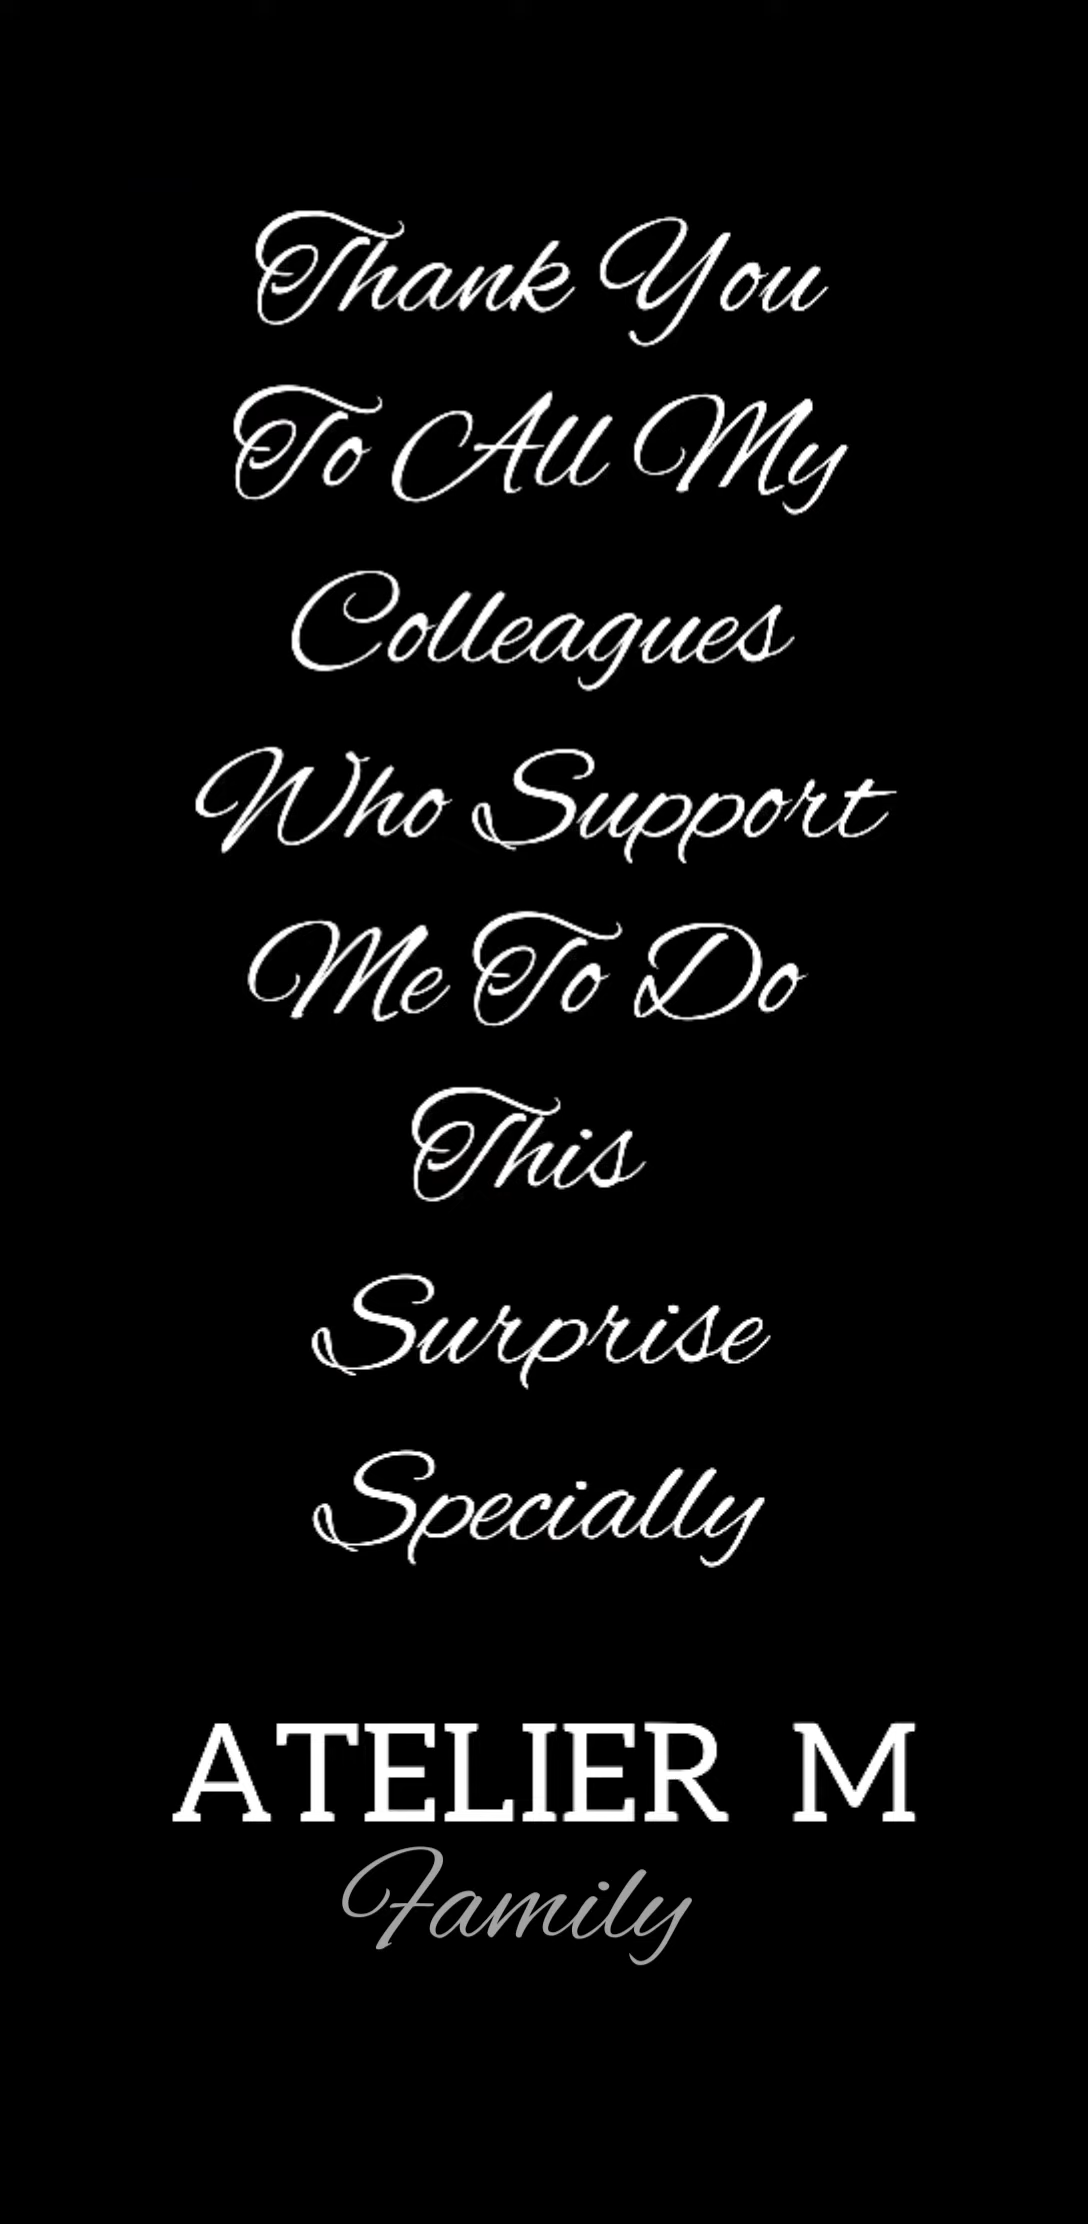 Thank You
To All My
Colleagues
Who Support
Me To Do
This
Surprise
Specially
ATELIER M
Family